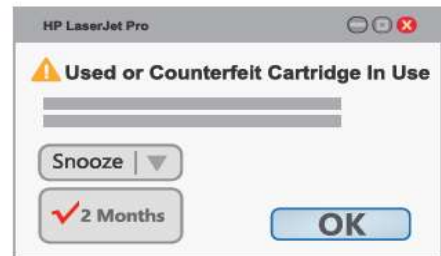 HP LaserJet Pro
Used or Counterfeit Cartridge In Use
Snooze
2 Months
OK